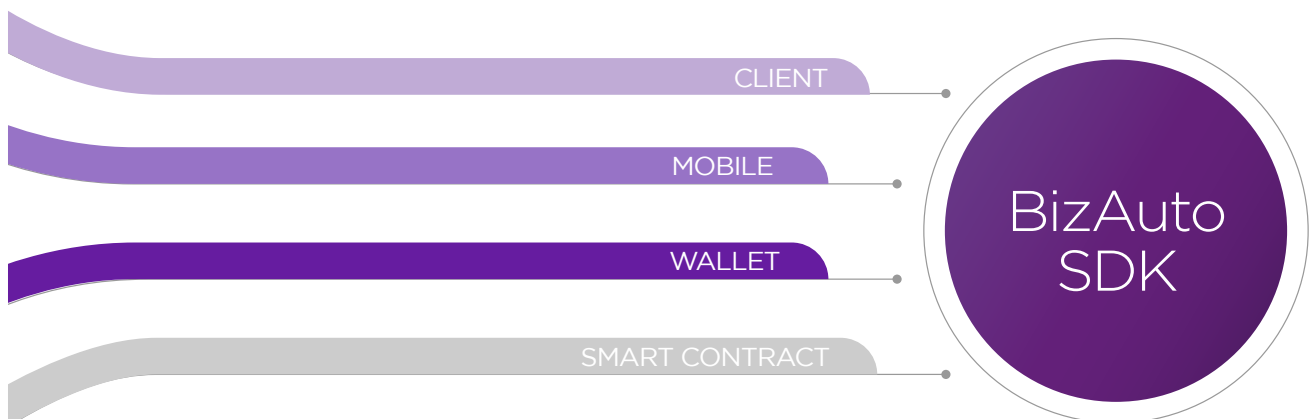 CLIENT
MOBILE
WALLET
SMART CONTRACT
BizAuto
SDK